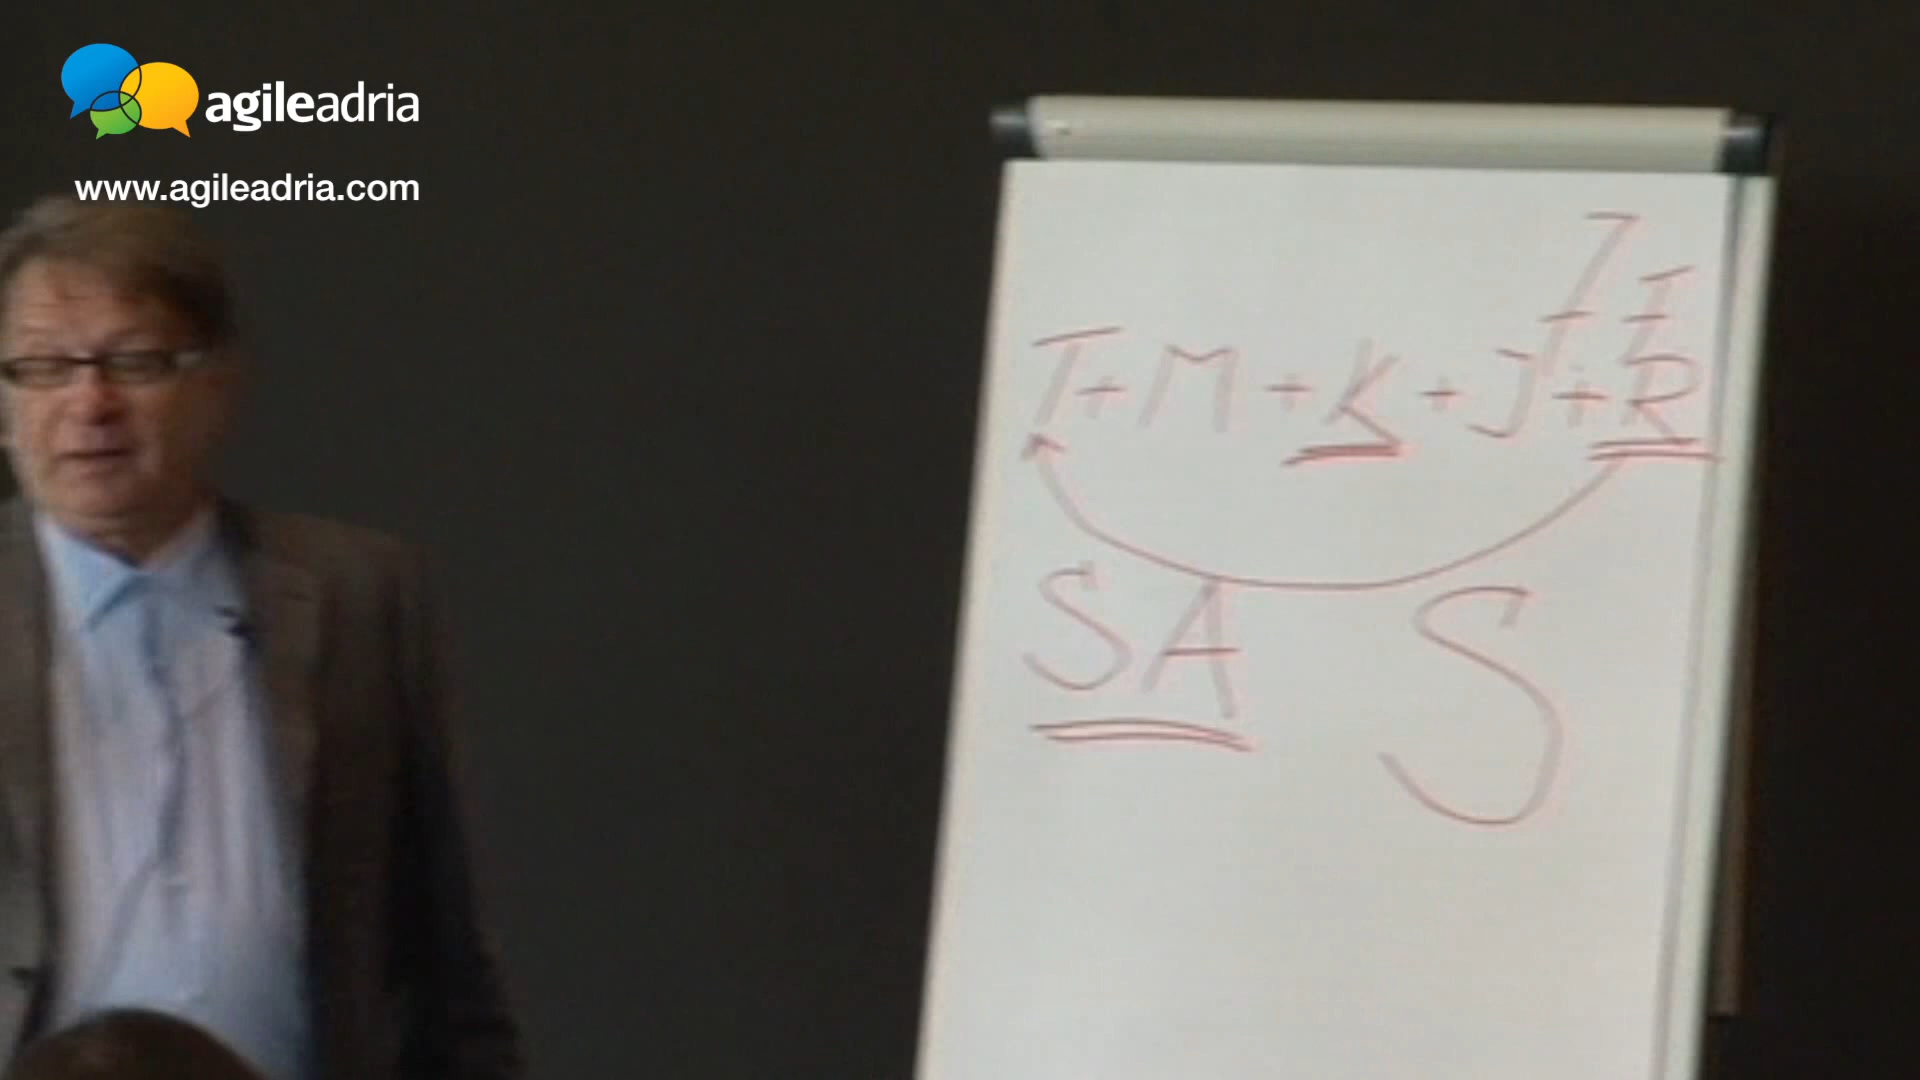 agileadria
www.agileadria.com
I I
T + M + K + J + R
SA S